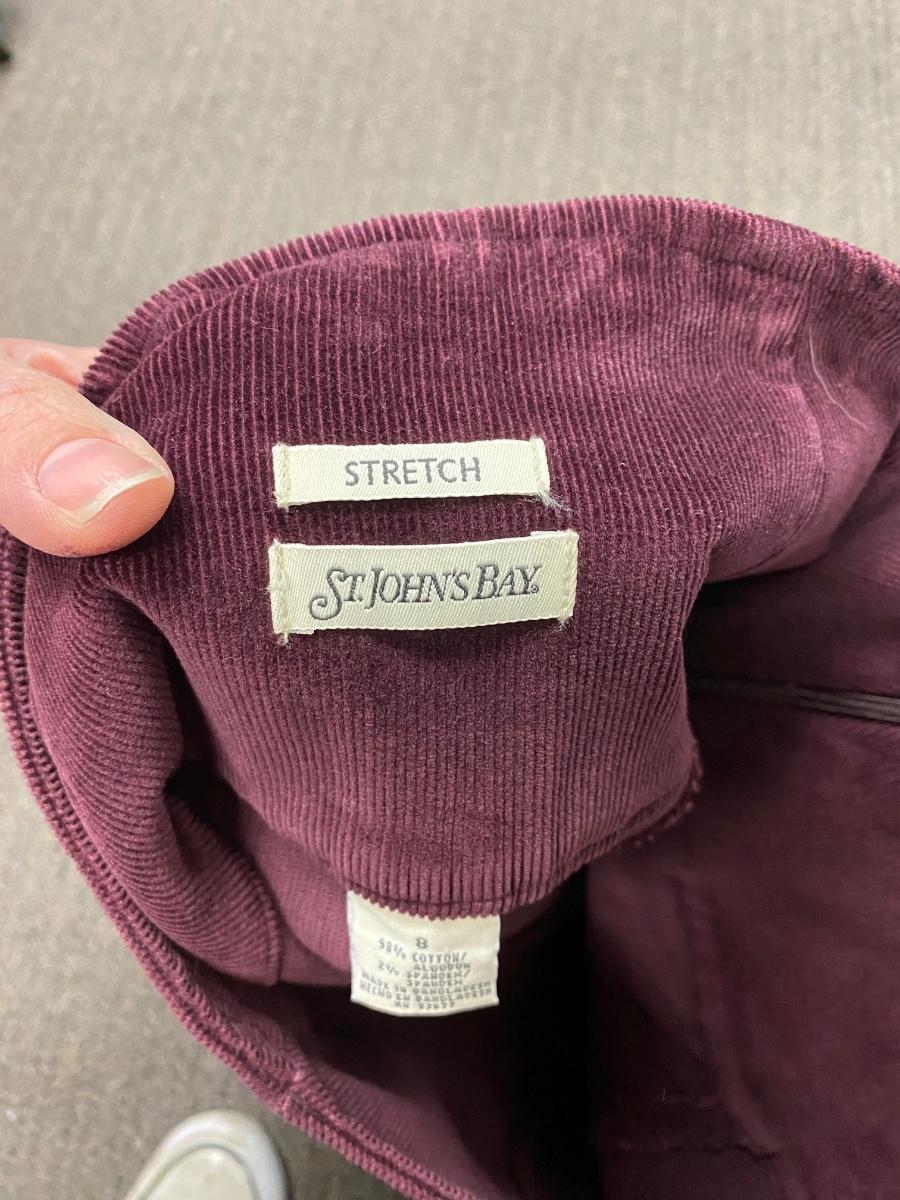 STRETCH
ST. JOHN'S BAY®
8
98% COTTON/
ALGODON
2% SPANDEX/
SPANDEX
MADE IN BANGLADESH
HECHO EN BANGLADESH